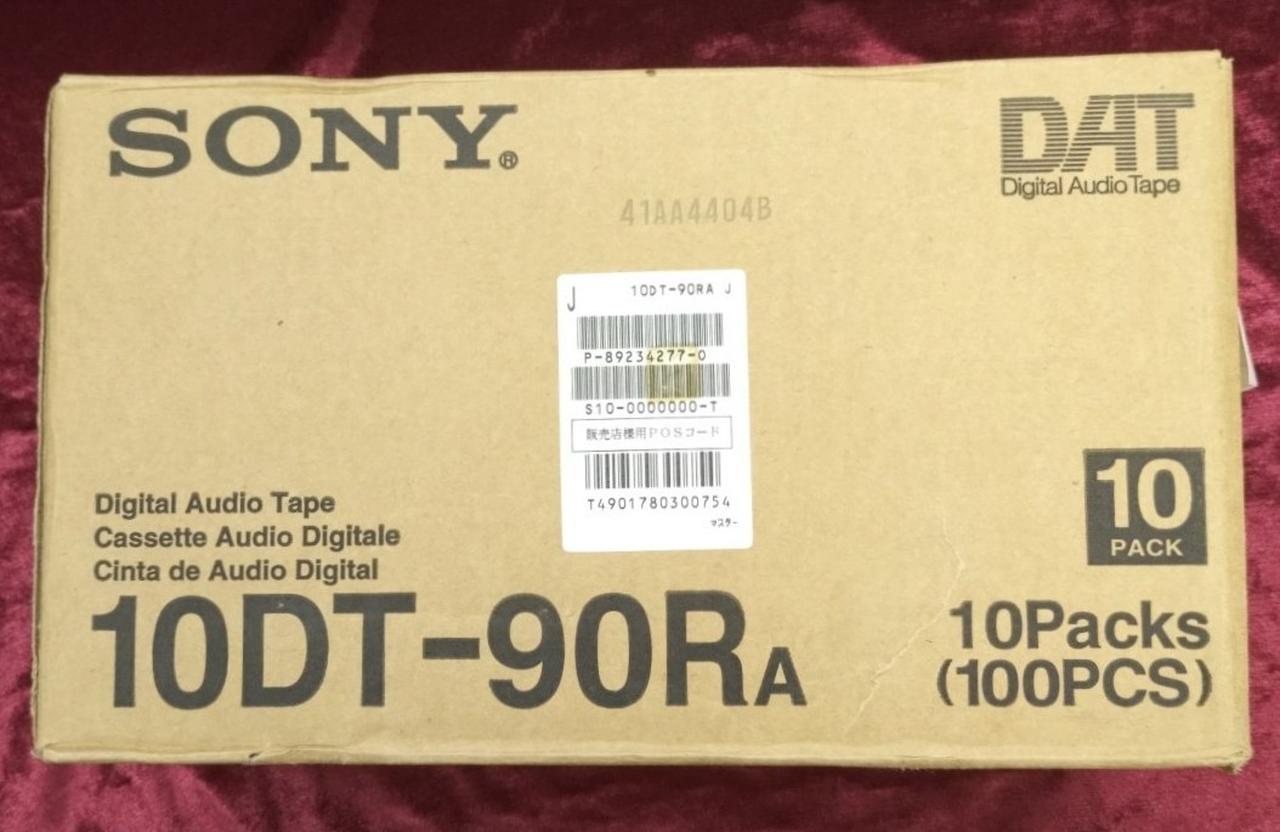 SONY®
DAT
Digital Audio Tape
41AA4404B
J 10DT-90RA J
P-89234277-0
S10-0000000-T
販売店様用POSコード
T4901780300754
マスター
10
PACK
Digital Audio Tape
Cassette Audio Digitale
Cinta de Audio Digital
10DT-90RA
10Packs
(100PCS)